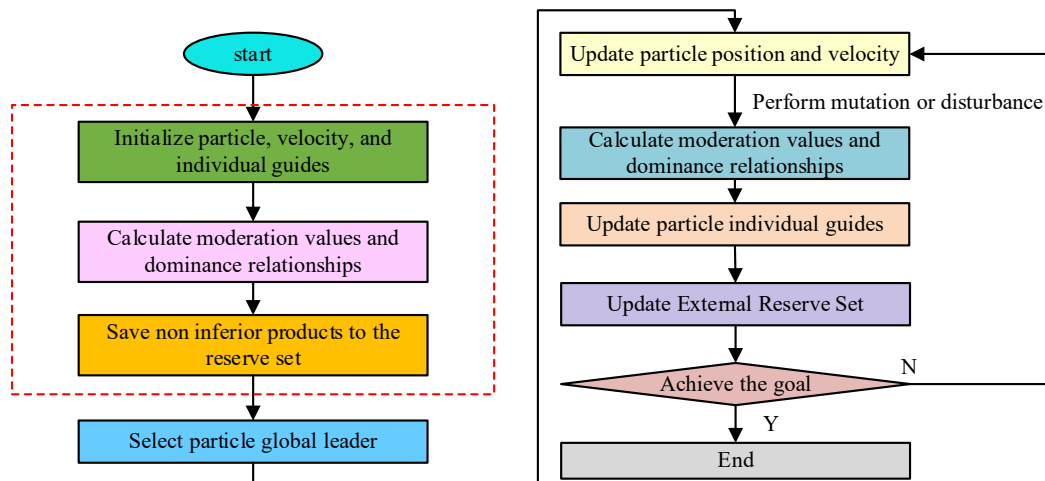 start
Initialize particle, velocity, and
individual guides
Calculate moderation values and
dominance relationships
Save non inferior products to the
reserve set
Select particle global leader
Update particle position and velocity
Perform mutation or disturbance
Calculate moderation values and
dominance relationships
Update particle individual guides
Update External Reserve Set
Achieve the goal
N
Y
End